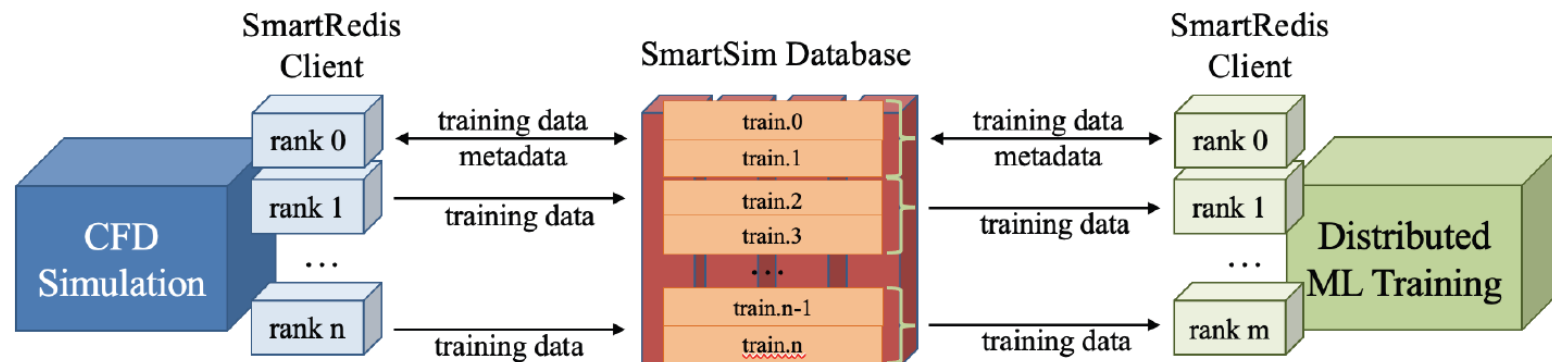 SmartRedis
Client
SmartSim Database
SmartRedis
Client
rank 0
training data
metadata
train.0
train.1
training data
metadata
rank 0
rank 1
training data
train.2
train.3
training data
rank 1
CFD
Simulation
...
...
...
Distributed
ML Training
rank n
training data
train.n-1
train.n
training data
rank m